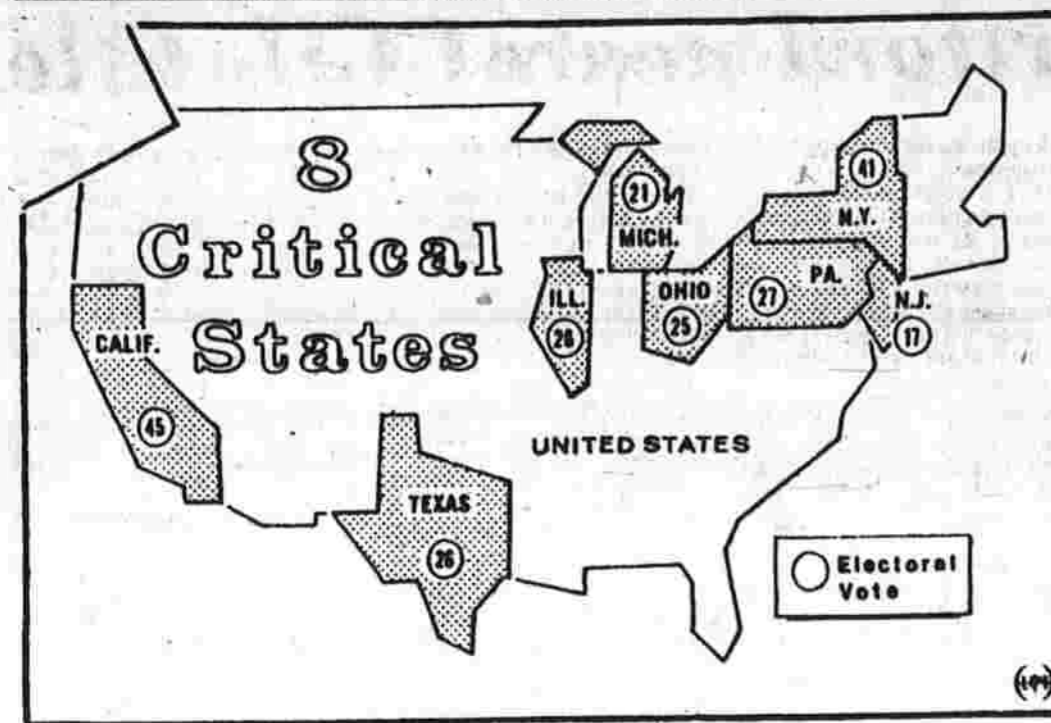 8
Critical
States
CALIF.
45
TEXAS
26
ILL.
26
MICH.
21
OHIO
25
PA.
27
N.Y.
41
N.J.
17
UNITED STATES
Electoral
Vote